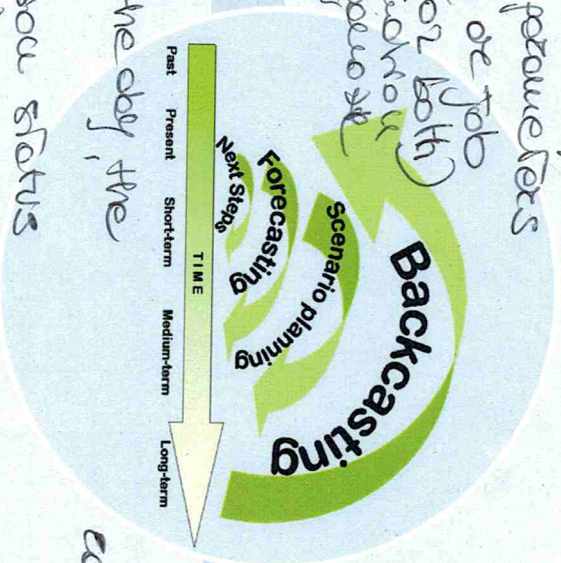 parameters
or Job
for both)
the day, the
status
Backcasting
Scenario planning
Forecasting
Next Steps
TIME
Past Present Short-term Medium-term Long-term